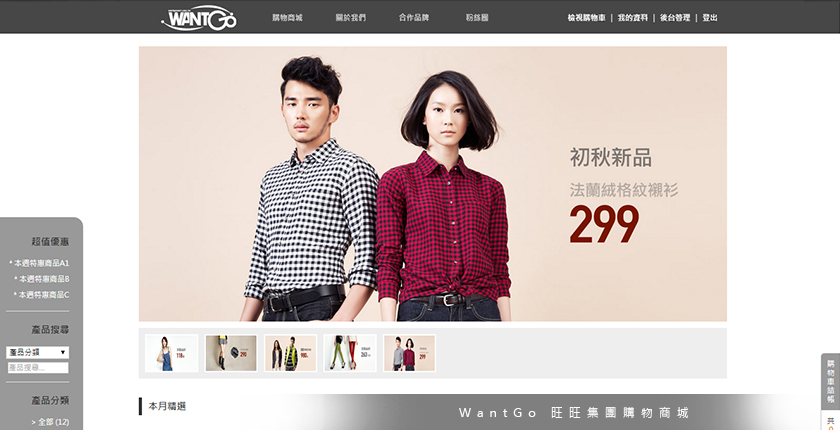 WANTGO
購物商城 關於我們 合作品牌 粉絲團
檢視購物車 | 我的資料 | 後台管理 | 登出
初秋新品
法蘭絨格紋襯衫
299
超值優惠
* 本週特惠商品A1
* 本週特惠商品B
* 本週特惠商品C
產品搜尋
產品分類
產品搜尋...
產品分類
> 全部 (12)
118
290
990
267
299
本月精選
WantGo 旺旺集團購物商城
購物車結帳
共